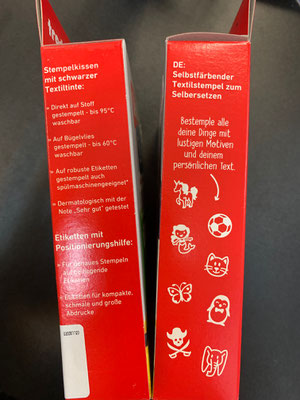 Stempelkissen
mit schwarzer
Textiltinte:
Direkt auf Stoff
gestempelt - bis 95°C
waschbar
Auf Bügelvlies
gestempelt - bis 60°C
waschbar
Auf robuste Etiketten
gestempelt auch
spülmaschinengeeignet*
Dermatologisch mit der
Note „Sehr gut" getestet
Etiketten mit
Positionierungshilfe:
Für genaues Stempeln
auf beiliegende
Etiketten
Etiketten für kompakte,
schmale und große
Abdrucke
DE:
Selbstfärbender
Textilstempel zum
Selbersetzen
Bestemple alle
deine Dinge mit
lustigen Motiven
und deinem
persönlichen Text.